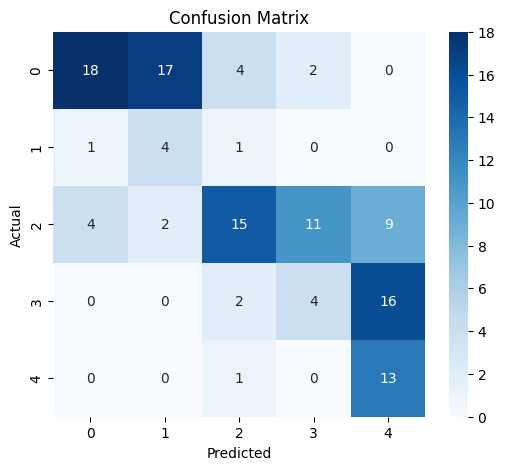 Confusion Matrix
0 18 17 4 2 0
1 1 4 1 0 0
2 4 2 15 11 9
3 0 0 2 4 16
4 0 0 1 0 13
0 1 2 3 4
Actual
Predicted
18
16
14
12
10
8
6
4
2
0